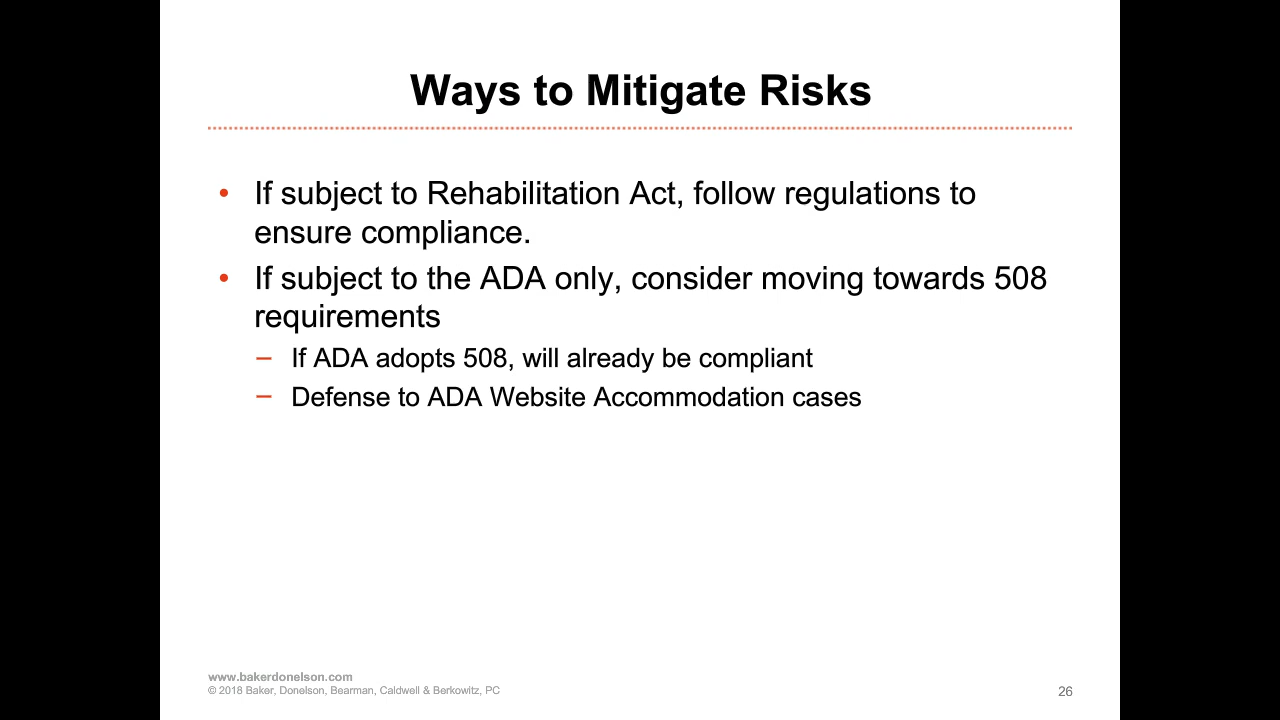 Ways to Mitigate Risks
• If subject to Rehabilitation Act, follow regulations to
ensure compliance.
• If subject to the ADA only, consider moving towards 508
requirements
– If ADA adopts 508, will already be compliant
– Defense to ADA Website Accommodation cases
www.bakerdonelson.com
© 2018 Baker, Donelson, Bearman, Caldwell & Berkowitz, PC
26